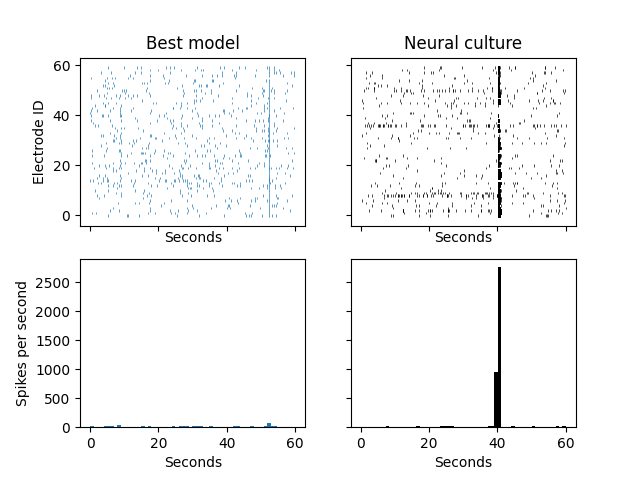 Best model
Neural culture
60
40
20
0
Electrode ID
Seconds
Seconds
2500
2000
1500
1000
500
0
Spikes per second
0 20 40 60
0 20 40 60
Seconds
Seconds